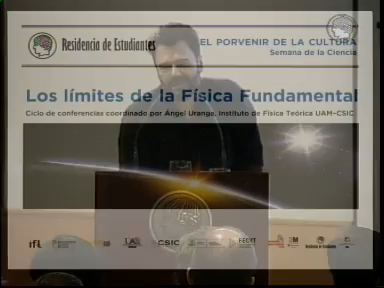 Residencia de Estudiantes
EL PORVENIR DE LA CULTURA
Semana de la Ciencia
Los límites de la Física Fundamental
Ciclo de conferencias coordinado por Ángel Uranga, Instituto de Física Teórica UAM-CSIC
CSIC
FECYT